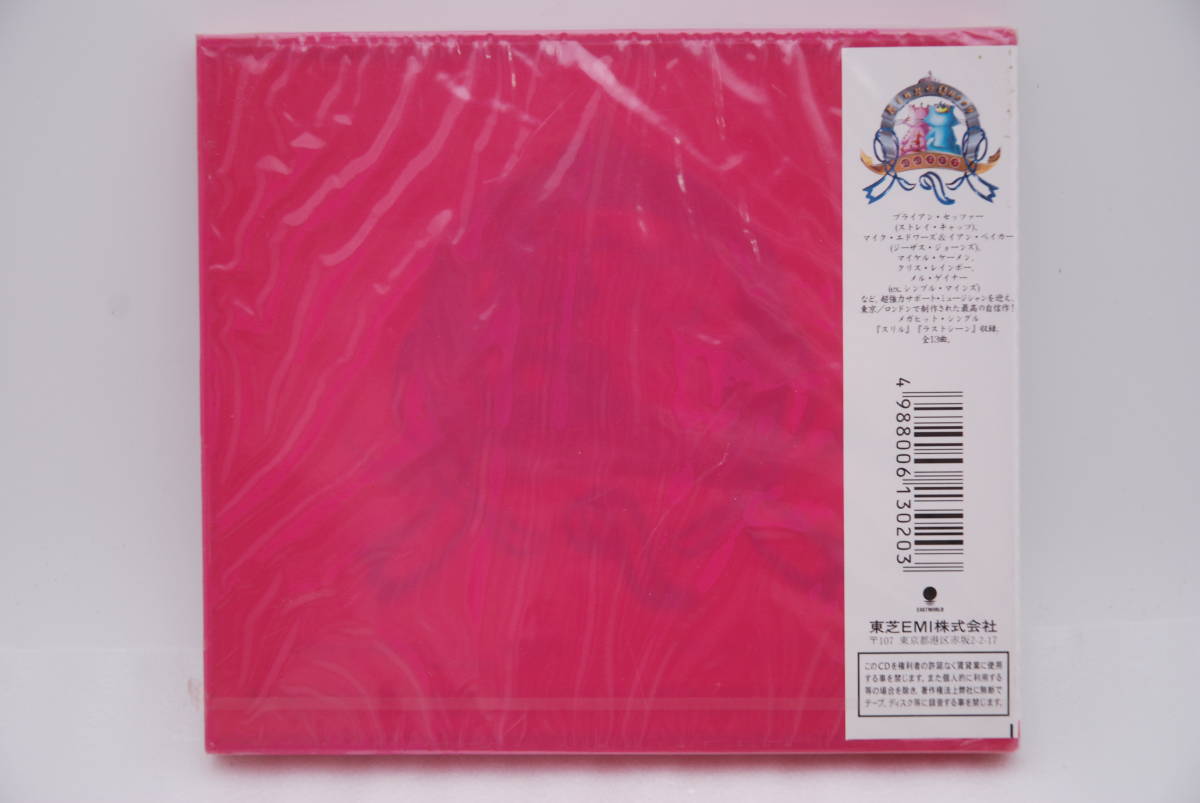 ブライアン・セッツァー
(ストレイ・キャッツ)、
マイク・エドワーズ&イアン・ベイカー
(ジーザス・ジョーンズ)、
マイケル・ケーメン、
クリス・レインボー、
メル・ゲイナー
(ex.シンプル・マインズ)
など、超強力サポート・ミュージシャンを迎え、
東京/ロンドンで制作された最高の自信作!
メガヒット・シングル
『スリル』『ラストシーン』収録。
全13曲。
4 988006 130203
EASTWORLD
東芝EMI株式会社
〒107 東京都港区赤坂2-2-17
このCDを権利者の許諾なく賃貸業に使用
する事を禁じます。また個人的に利用する
等の場合を除き、著作権法上弊社に無断で
テープ、ディスク等に録音する事を禁じます。